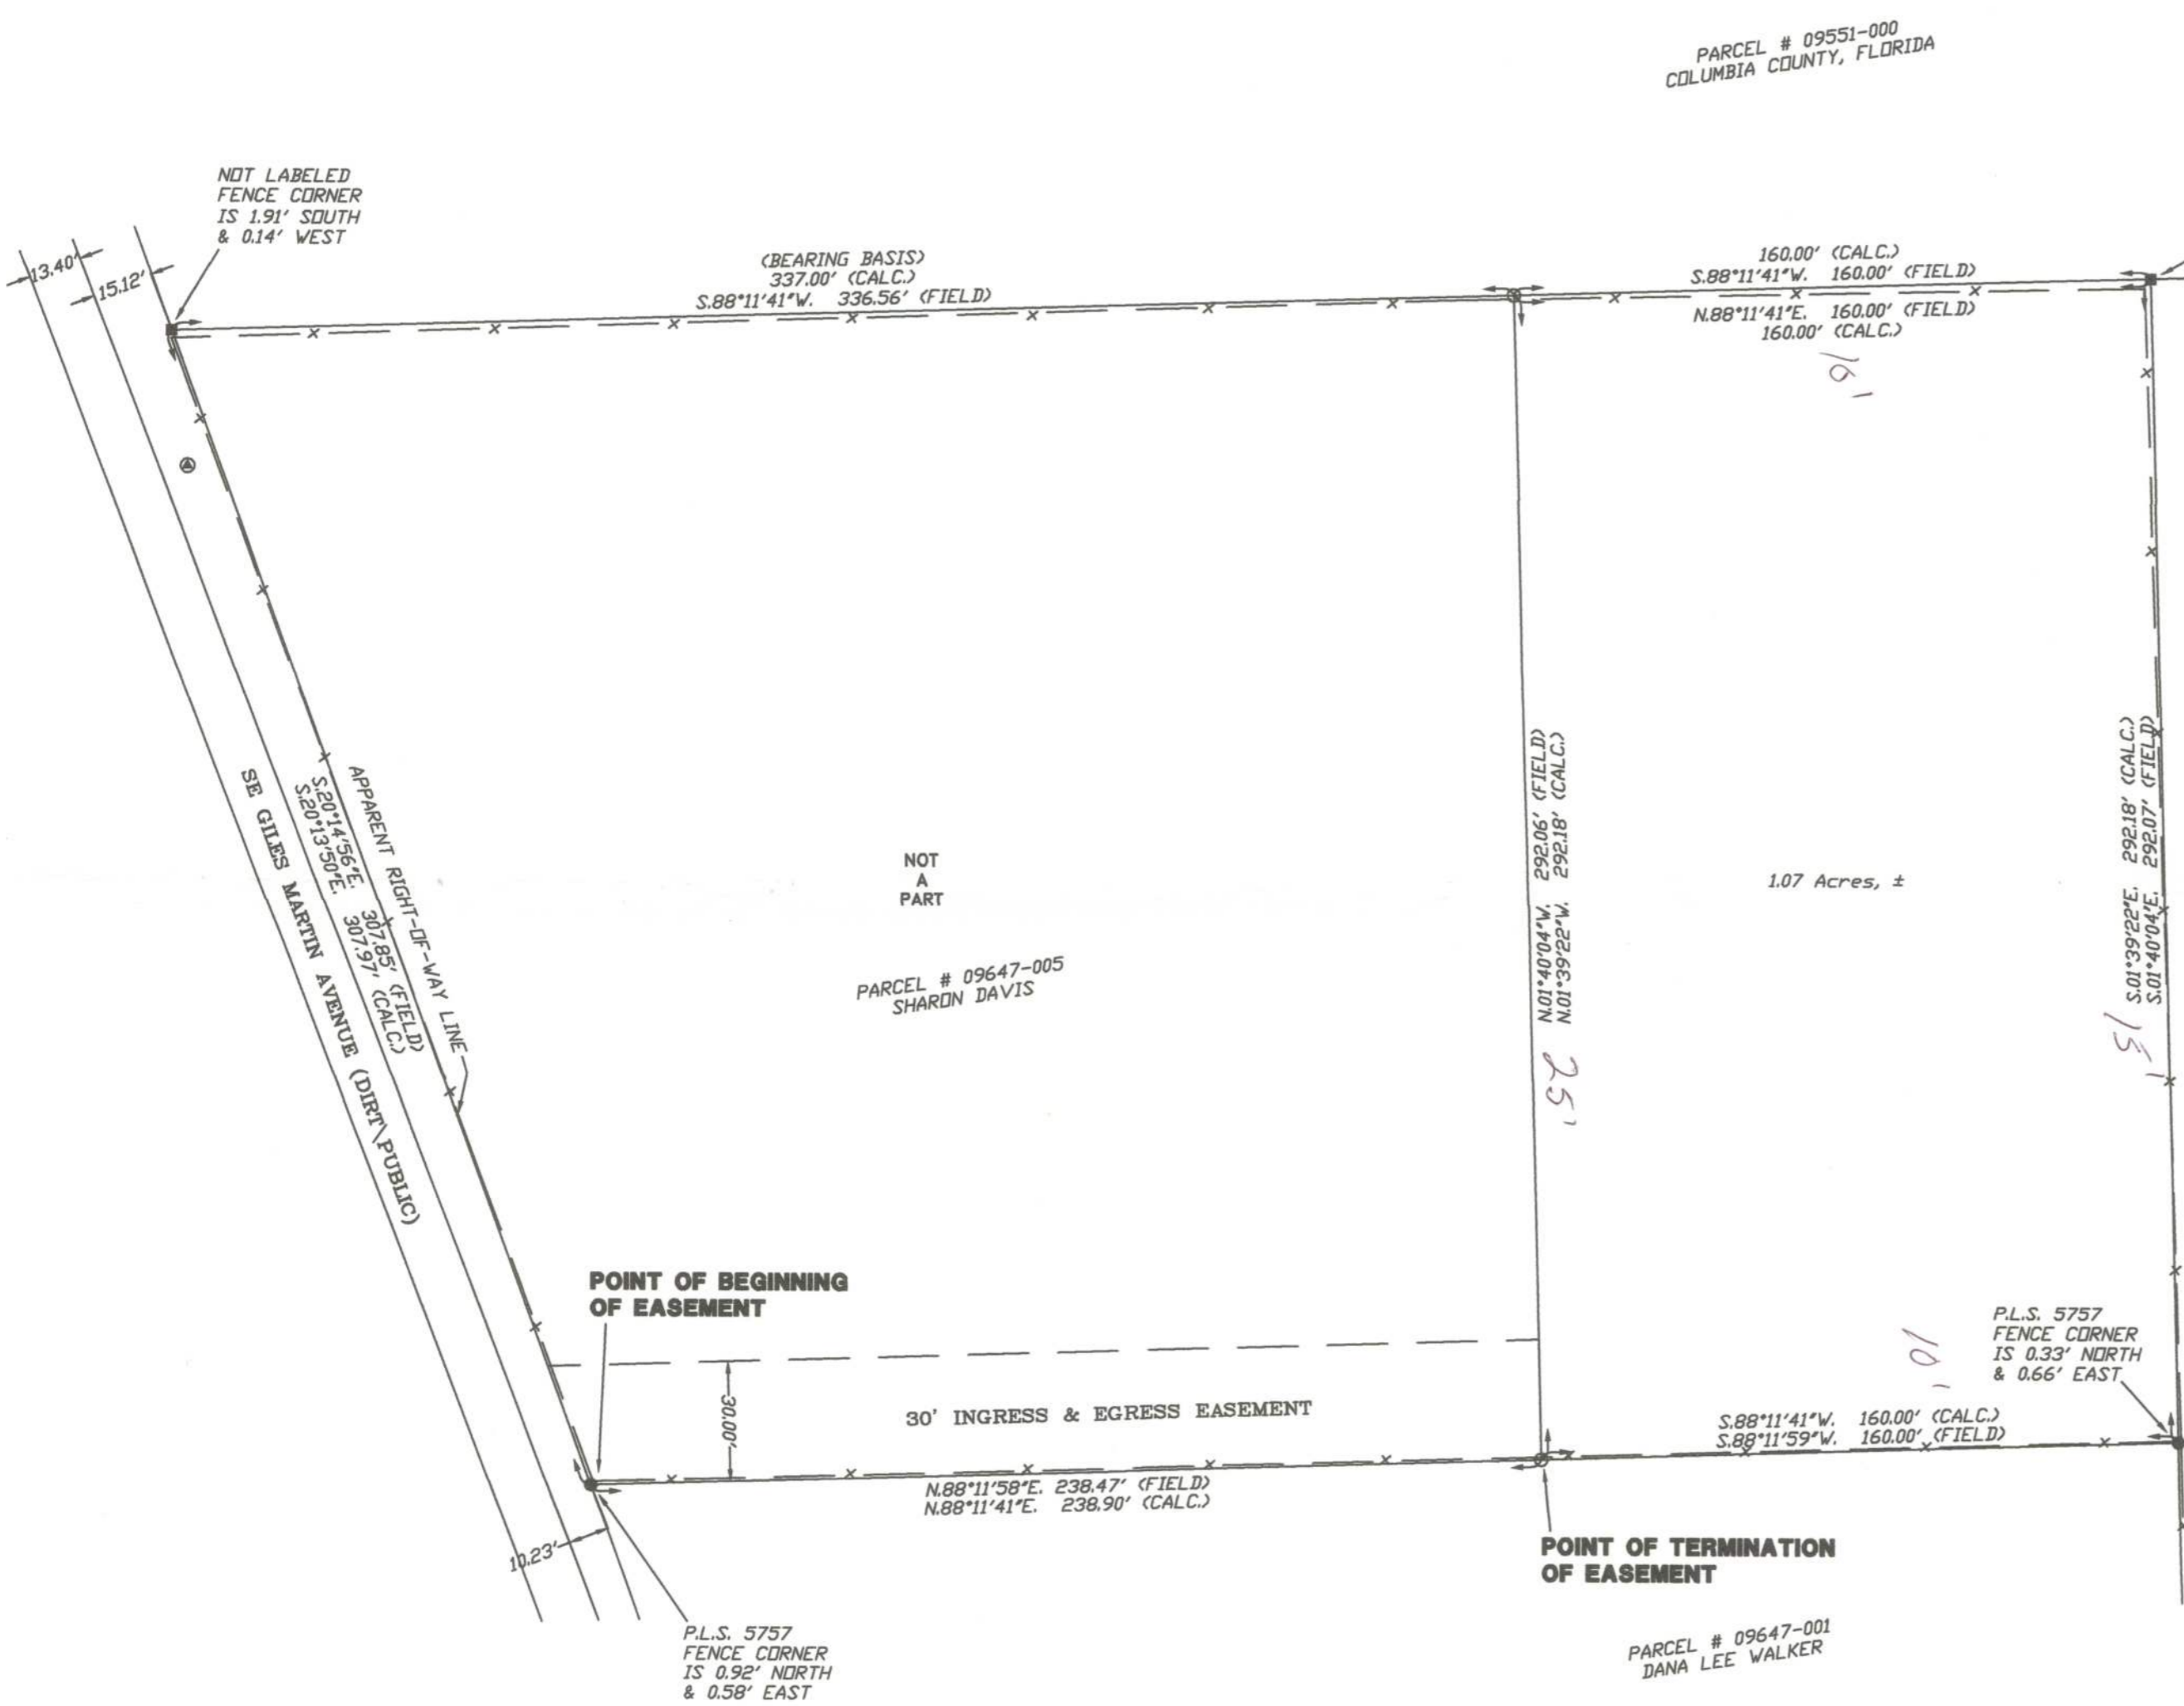 PARCEL # 09551-000
COLUMBIA COUNTY, FLORIDA
NOT LABELED
FENCE CORNER
IS 1.91' SOUTH
& 0.14' WEST
13.40'
15.12'
(BEARING BASIS)
337.00' (CALC.)
S.88°11'41"W. 336.56' (FIELD)
160.00' (CALC.)
S.88°11'41"W. 160.00' (FIELD)
N.88°11'41"E. 160.00' (FIELD)
160.00' (CALC.)
16'
APPARENT RIGHT-OF-WAY LINE
S.20°14'56"E. 307.85' (FIELD)
S.20°13'50"E. 307.97' (CALC.)
SE GILES MARTIN AVENUE (DIRT\PUBLIC)
NOT
A
PART
PARCEL # 09647-005
SHARON DAVIS
N.01°40'04"W. 292.06' (FIELD)
N.01°39'22"W. 292.18' (CALC.)
25'
1.07 Acres, ±
S.01°39'22"E. 292.18' (CALC.)
S.01°40'04"E. 292.07' (FIELD)
15'
POINT OF BEGINNING
OF EASEMENT
30.00'
30' INGRESS & EGRESS EASEMENT
10'
P.L.S. 5757
FENCE CORNER
IS 0.33' NORTH
& 0.66' EAST
S.88°11'41"W. 160.00' (CALC.)
S.88°11'59"W. 160.00' (FIELD)
N.88°11'58"E. 238.47' (FIELD)
N.88°11'41"E. 238.90' (CALC.)
10.23'
POINT OF TERMINATION
OF EASEMENT
P.L.S. 5757
FENCE CORNER
IS 0.92' NORTH
& 0.58' EAST
PARCEL # 09647-001
DANA LEE WALKER